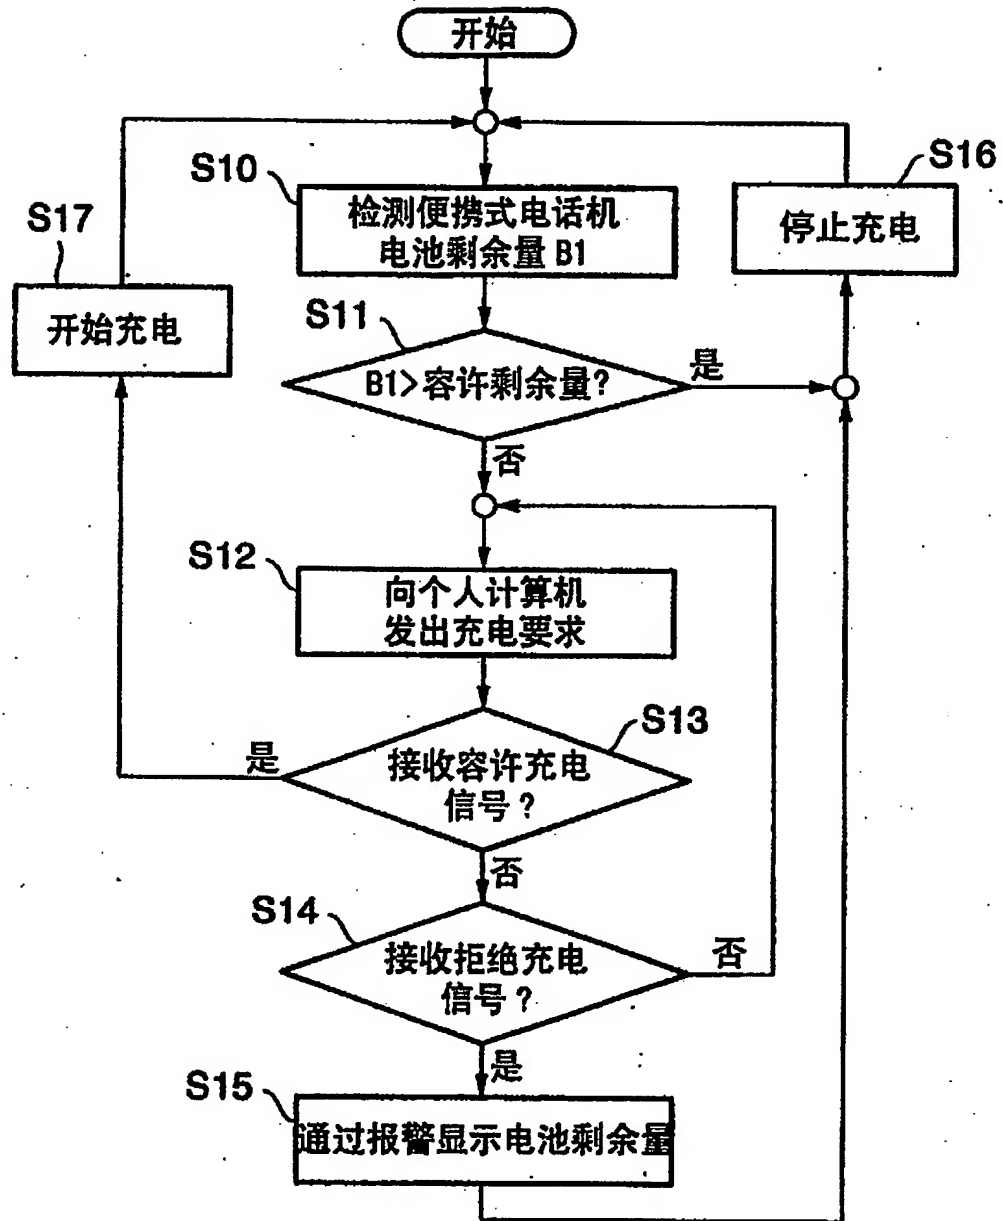 开始
S10
检测便携式电话机
电池剩余量 B1
S16
停止充电
S17
开始充电
S11
B1>容许剩余量?
是
否
S12
向个人计算机
发出充电要求
S13
接收容许充电
信号?
是
否
S14
接收拒绝充电
信号?
否
是
S15
通过报警显示电池剩余量